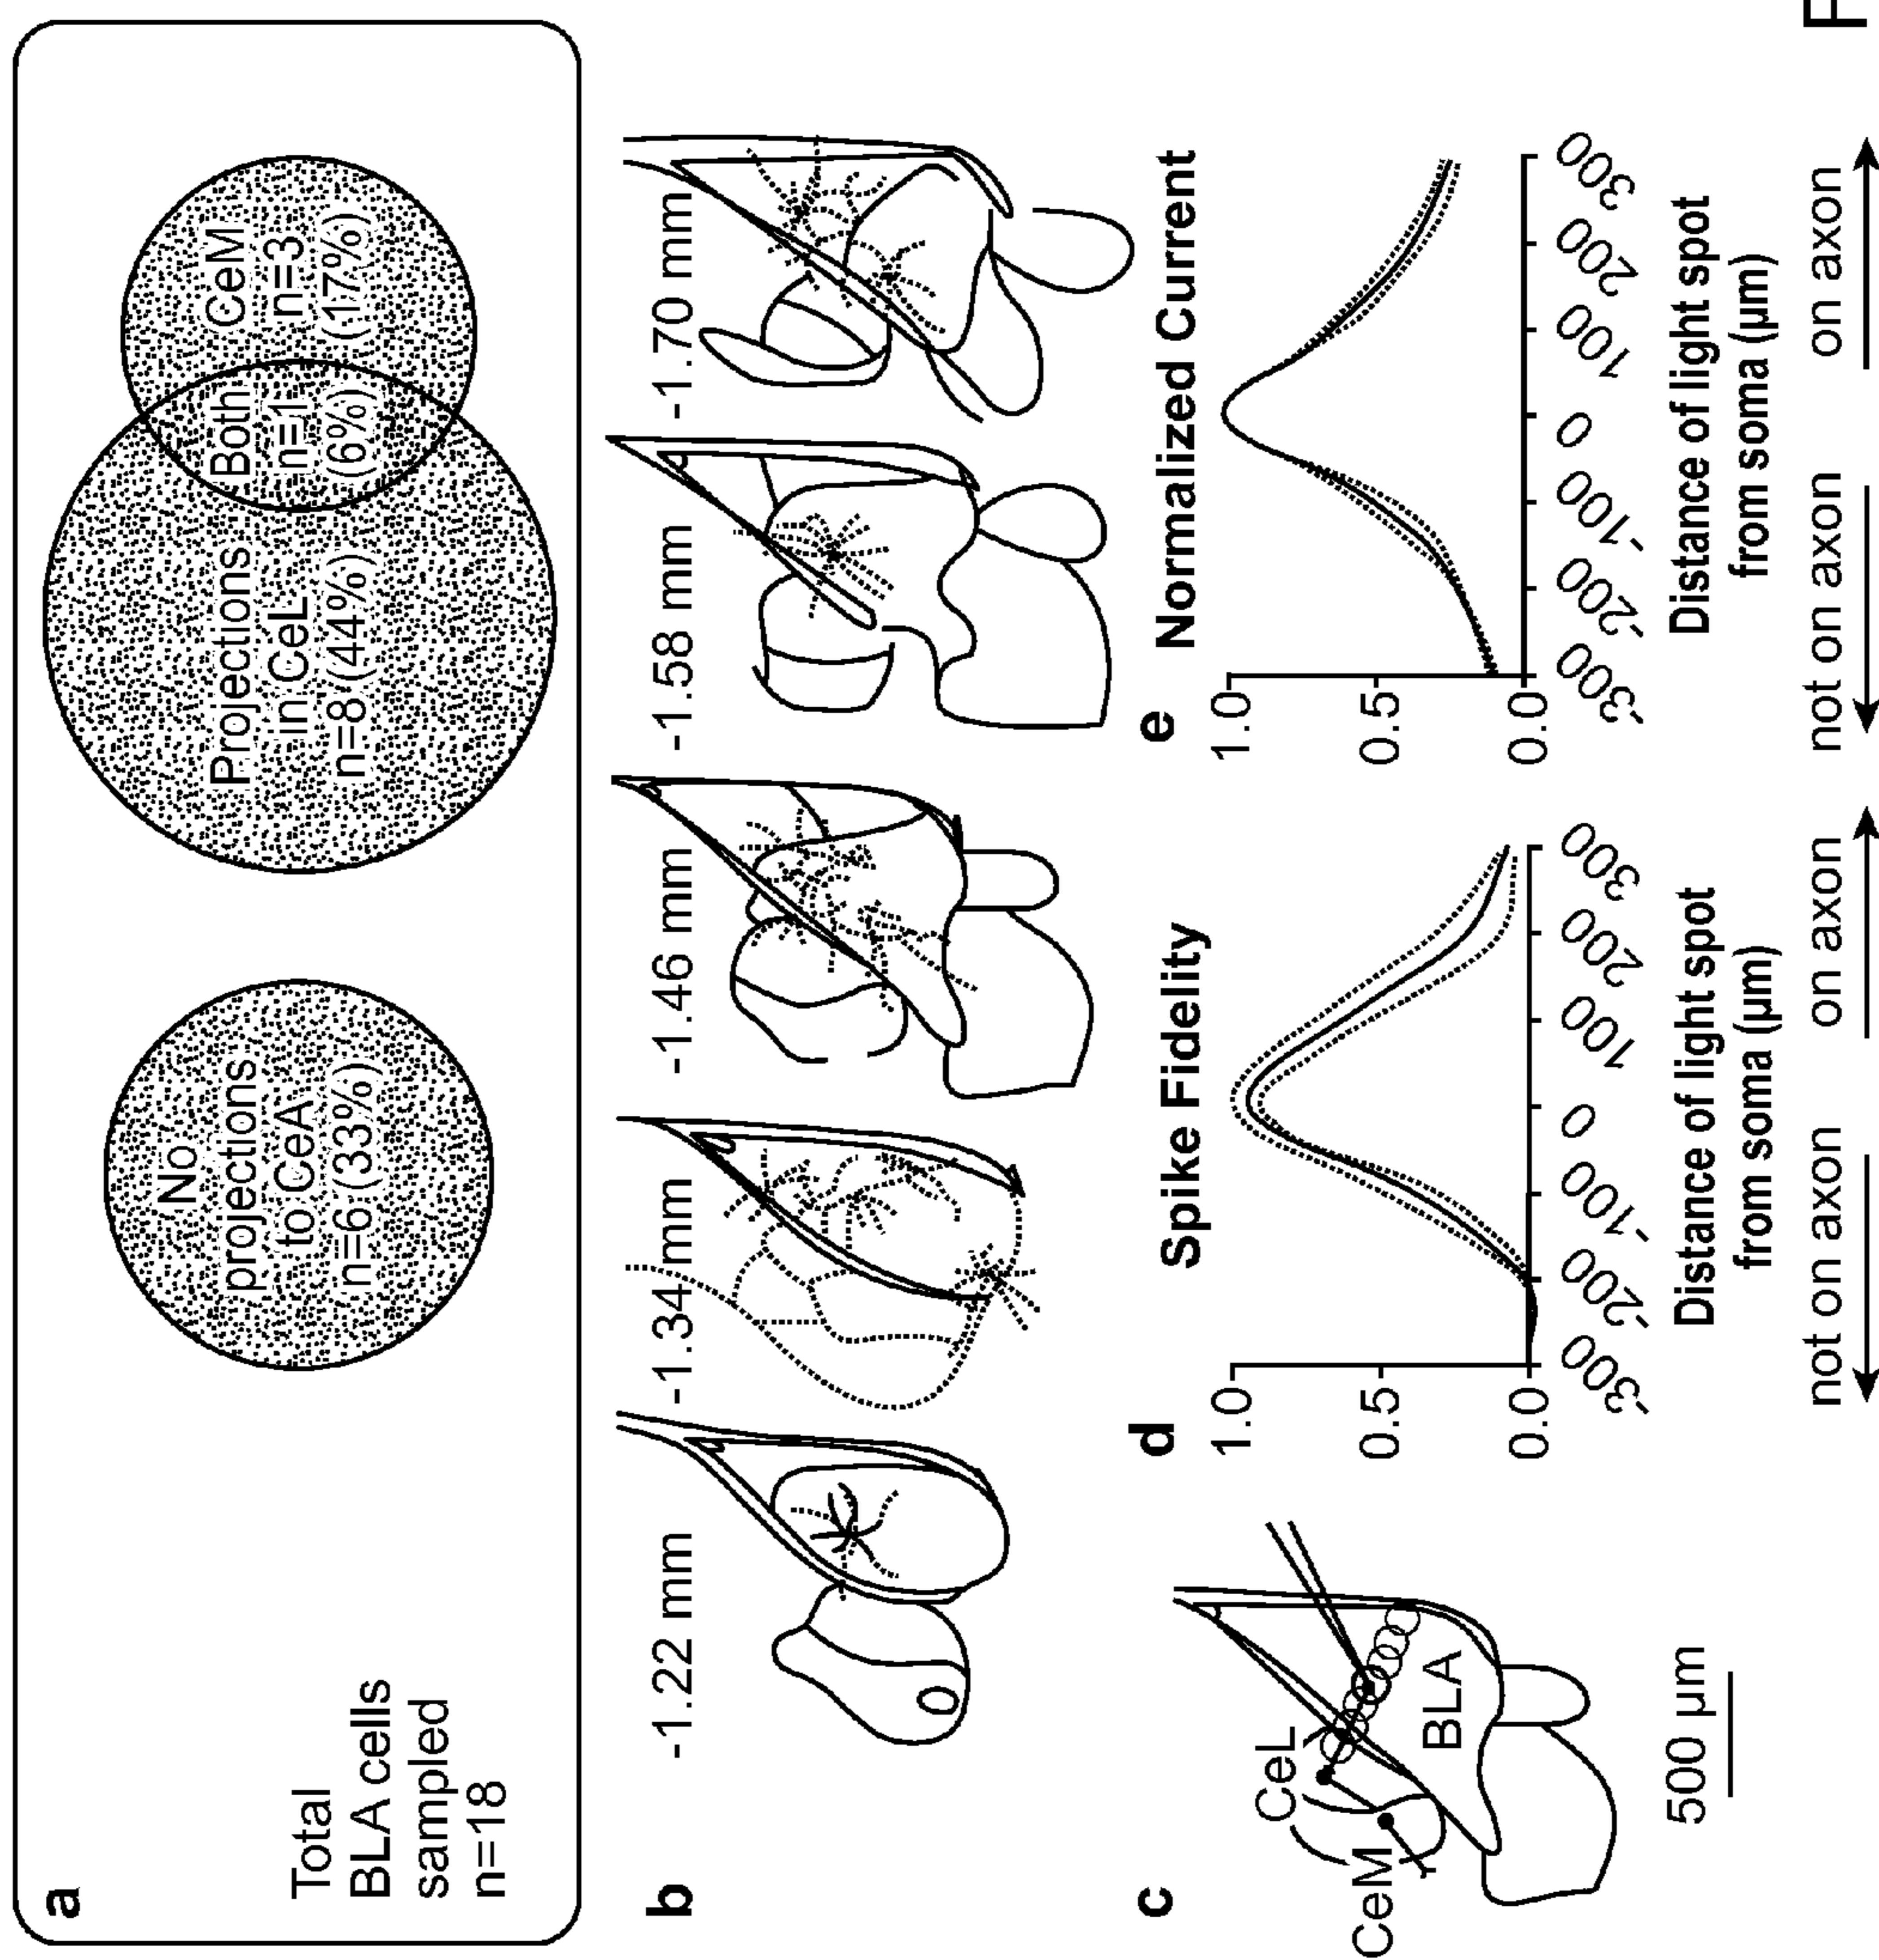 a
Total
BLA cells
sampled
n=18
No
projections
to CeA
n=6 (33%)
Projections
in CeL
n=8 (44%)
Both
n=1
(6%)
CeM
n=3
(17%)
b
-1.22 mm
-1.34 mm
-1.46 mm
-1.58 mm
-1.70 mm
c
CeL
CeM
BLA
500 µm
d
Spike Fidelity
1.0
0.5
0.0
-300 -200 -100 0 100 200 300
Distance of light spot
from soma (µm)
not on axon on axon
e
Normalized Current
1.0
0.5
0.0
-300 -200 -100 0 100 200 300
Distance of light spot
from soma (µm)
not on axon on axon
F